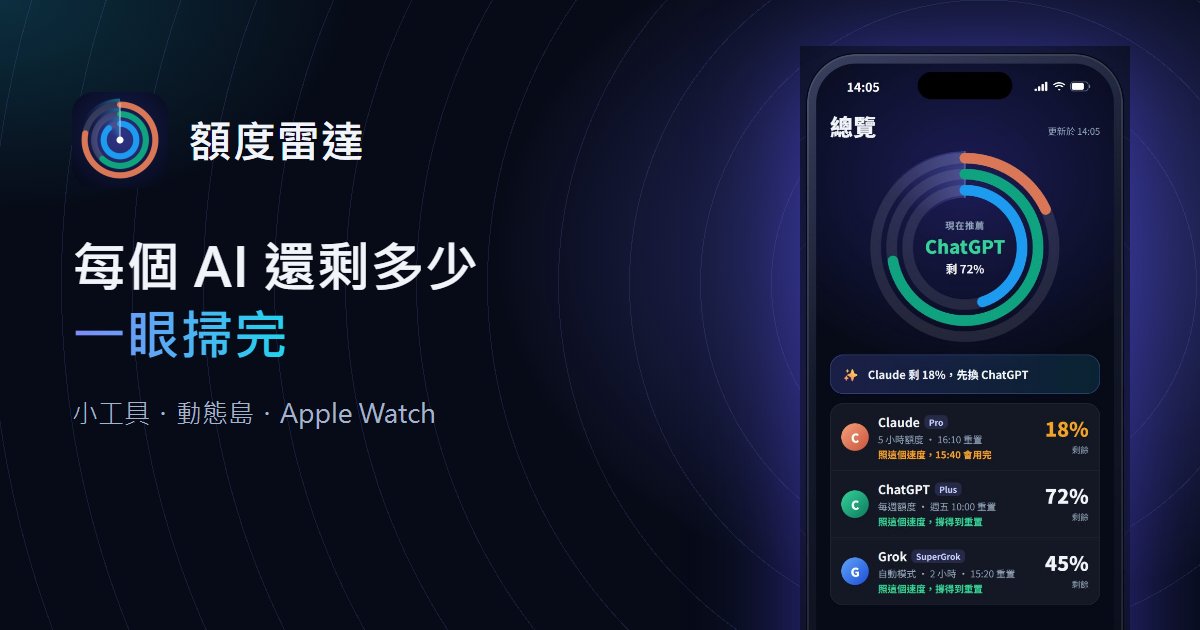 額度雷達
每個 AI 還剩多少
一眼掃完
小工具・動態島・Apple Watch
14:05
總覽
更新於 14:05
現在推薦
ChatGPT
剩 72%
Claude 剩 18%，先換 ChatGPT
C
Claude Pro
18%
5 小時額度 ・ 16:10 重置
剩餘
照這個速度，15:40 會用完
C
ChatGPT Plus
72%
每週額度 ・ 週五 10:00 重置
剩餘
照這個速度，撐得到重置
G
Grok SuperGrok
45%
自動模式 ・ 2 小時 ・ 15:20 重置
剩餘
照這個速度，撐得到重置